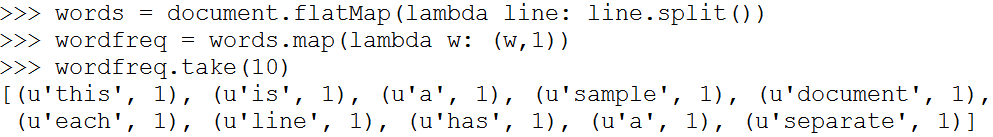 >>> words = document.flatMap(lambda line: line.split())
>>> wordfreq = words.map(lambda w: (w,1))
>>> wordfreq.take(10)
[(u'this', 1), (u'is', 1), (u'a', 1), (u'sample', 1), (u'document', 1),
 (u'each', 1), (u'line', 1), (u'has', 1), (u'a', 1), (u'separate', 1)]